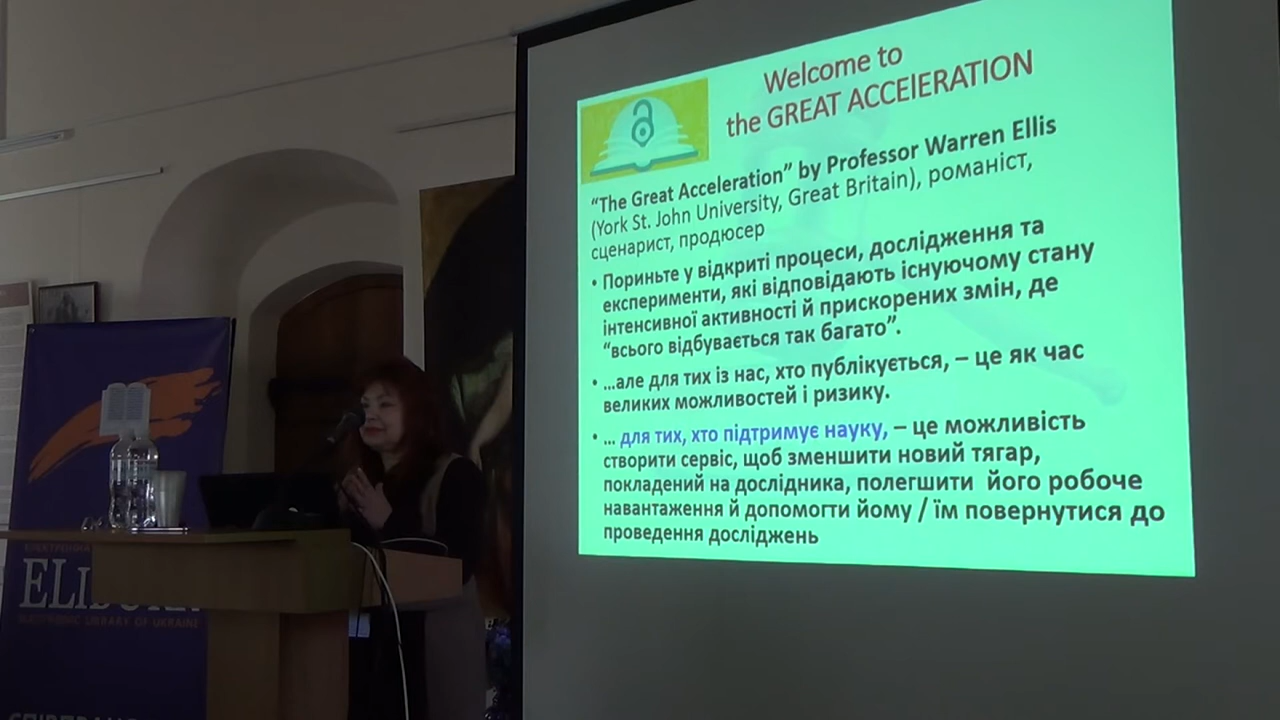 Welcome to
the GREAT ACCElERATION
“The Great Acceleration” by Professor Warren Ellis
(York St. John University, Great Britain), романіст,
сценарист, продюсер
• Пориньте у відкриті процеси, дослідження та
експерименти, які відповідають існуючому стану
інтенсивної активності й прискорених змін, де
“всього відбувається так багато”.
• ...але для тих із нас, хто публікується, – це як час
великих можливостей і ризику.
• ... для тих, хто підтримує науку, – це можливість
створити сервіс, щоб зменшити новий тягар,
покладений на дослідника, полегшити його робоче
навантаження й допомогти йому / їм повернутися до
проведення досліджень
LIBRARY OF UKRAINE